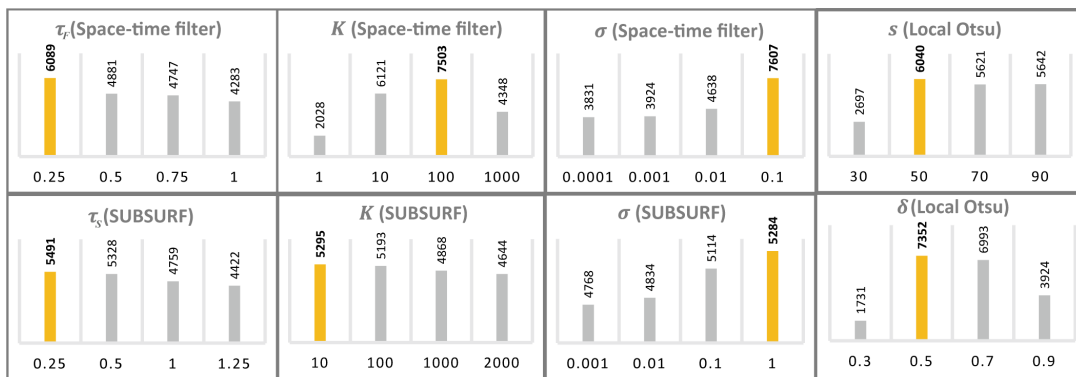 τF (Space-time filter)
6089
4881
4747
4283
0.25 0.5 0.75 1
K (Space-time filter)
2028
6121
7503
4348
1 10 100 1000
σ (Space-time filter)
3831
3924
4638
7607
0.0001 0.001 0.01 0.1
s (Local Otsu)
2697
6040
5621
5642
30 50 70 90
τS (SUBSURF)
5491
5328
4759
4422
0.25 0.5 1 1.25
K (SUBSURF)
5295
5193
4868
4644
10 100 1000 2000
σ (SUBSURF)
4768
4834
5114
5284
0.001 0.01 0.1 1
δ (Local Otsu)
1731
7352
6993
3924
0.3 0.5 0.7 0.9